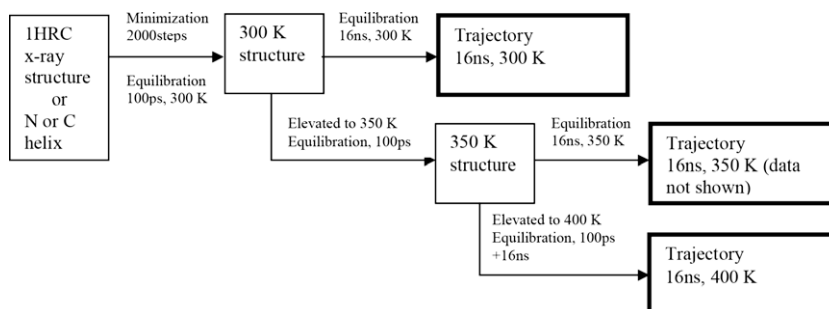 1HRC
x-ray
structure
or
N or C
helix
Minimization
2000steps
Equilibration
100ps, 300 K
300 K
structure
Equilibration
16ns, 300 K
Trajectory
16ns, 300 K
Elevated to 350 K
Equilibration, 100ps
350 K
structure
Equilibration
16ns, 350 K
Trajectory
16ns, 350 K (data
not shown)
Elevated to 400 K
Equilibration, 100ps
+16ns
Trajectory
16ns, 400 K